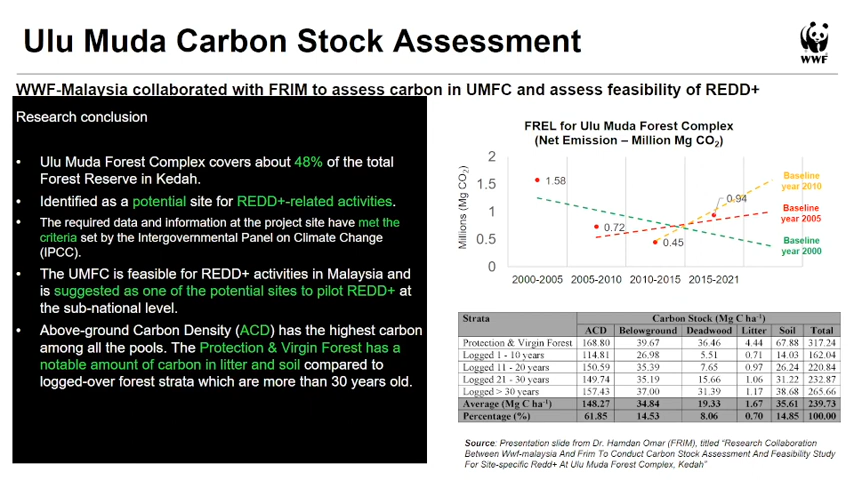 Ulu Muda Carbon Stock Assessment
WWF
WWF-Malaysia collaborated with FRIM to assess carbon in UMFC and assess feasibility of REDD+
Research conclusion
• Ulu Muda Forest Complex covers about 48% of the total
Forest Reserve in Kedah.
• Identified as a potential site for REDD+-related activities.
• The required data and information at the project site have met the
criteria set by the Intergovernmental Panel on Climate Change
(IPCC).
• The UMFC is feasible for REDD+ activities in Malaysia and
is suggested as one of the potential sites to pilot REDD+ at
the sub-national level.
• Above-ground Carbon Density (ACD) has the highest carbon
among all the pools. The Protection & Virgin Forest has a
notable amount of carbon in litter and soil compared to
logged-over forest strata which are more than 30 years old.
FREL for Ulu Muda Forest Complex
(Net Emission – Million Mg CO₂)
Millions (Mg CO₂)
2
1.5
1
0.5
0
1.58
0.72
0.45
0.94
Baseline
year 2010
Baseline
year 2005
Baseline
year 2000
2000-2005 2005-2010 2010-2015 2015-2021
Strata Carbon Stock (Mg C ha⁻¹)
ACD Belowground Deadwood Litter Soil Total
Protection & Virgin Forest 168.80 39.67 36.46 4.44 67.88 317.24
Logged 1 - 10 years 114.81 26.98 5.51 0.71 14.03 162.04
Logged 11 - 20 years 150.59 35.39 7.65 0.97 26.24 220.84
Logged 21 - 30 years 149.74 35.19 15.66 1.06 31.22 232.87
Logged > 30 years 157.43 37.00 31.39 1.17 38.68 265.66
Average (Mg C ha⁻¹) 148.27 34.84 19.33 1.67 35.61 239.73
Percentage (%) 61.85 14.53 8.06 0.70 14.85 100.00
Source: Presentation slide from Dr. Hamdan Omar (FRIM), titled "Research Collaboration
Between Wwf-malaysia And Frim To Conduct Carbon Stock Assessment And Feasibility Study
For Site-specific Redd+ At Ulu Muda Forest Complex, Kedah"